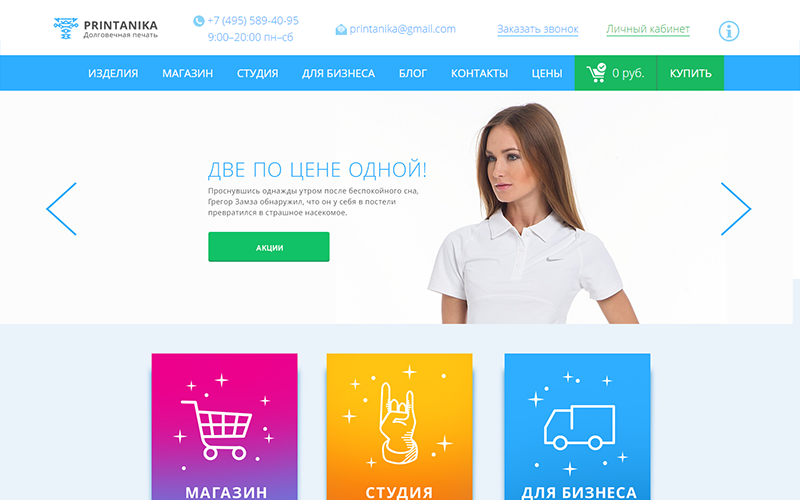 PRINTANIKA
Долговечная печать
+7 (495) 589-40-95
9:00–20:00 пн–сб
printanika@gmail.com
Заказать звонок
Личный кабинет
ИЗДЕЛИЯ МАГАЗИН СТУДИЯ ДЛЯ БИЗНЕСА БЛОГ КОНТАКТЫ ЦЕНЫ 0 руб. КУПИТЬ
ДВЕ ПО ЦЕНЕ ОДНОЙ!
Проснувшись однажды утром после беспокойного сна,
Грегор Замза обнаружил, что он у себя в постели
превратился в страшное насекомое.
АКЦИИ
МАГАЗИН СТУДИЯ ДЛЯ БИЗНЕСА